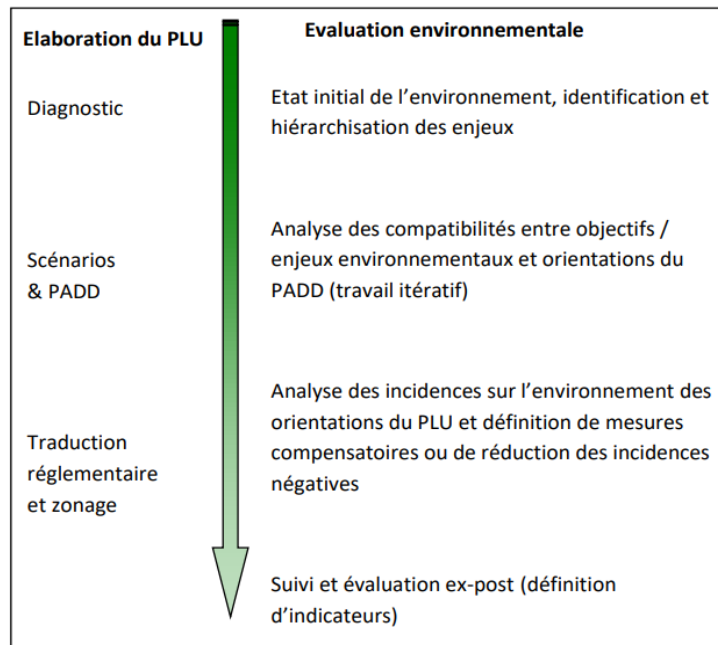 Elaboration du PLU
Evaluation environnementale
Diagnostic
Etat initial de l’environnement, identification et
hiérarchisation des enjeux
Scénarios
& PADD
Analyse des compatibilités entre objectifs /
enjeux environnementaux et orientations du
PADD (travail itératif)
Traduction
réglementaire
et zonage
Analyse des incidences sur l’environnement des
orientations du PLU et définition de mesures
compensatoires ou de réduction des incidences
négatives
Suivi et évaluation ex-post (définition
d’indicateurs)